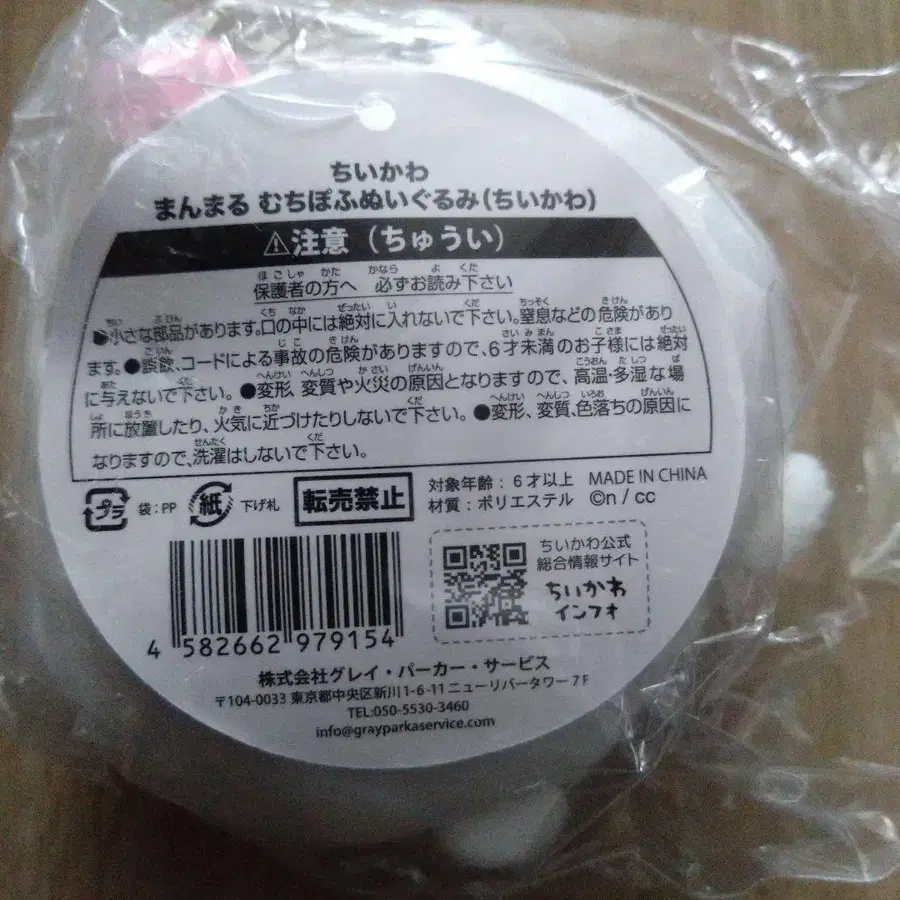 ちいかわ
まんまる むちぽふぬいぐるみ(ちいかわ)
⚠注意(ちゅうい)
保護者の方へ 必ずお読み下さい
●小さな部品があります。口の中には絶対に入れないで下さい。窒息などの危険があり
ます。●誤飲、コードによる事故の危険がありますので、6才未満のお子様には絶対
に与えないで下さい。●変形、変質や火災の原因となりますので、高温・多湿な場
所に放置したり、火気に近づけたりしないで下さい。●変形、変質、色落ちの原因に
なりますので、洗濯はしないで下さい。
プラ 袋:PP 紙 下げ札 転売禁止
対象年齢:6才以上 MADE IN CHINA
材質:ポリエステル ©n / cc
4 582662 979154
ちいかわ公式
総合情報サイト
ちいかわ
インフォ
株式会社グレイ・パーカー・サービス
〒104-0033 東京都中央区新川1-6-11 ニューリバータワー7F
TEL:050-5530-3460
info@grayparkaservice.com